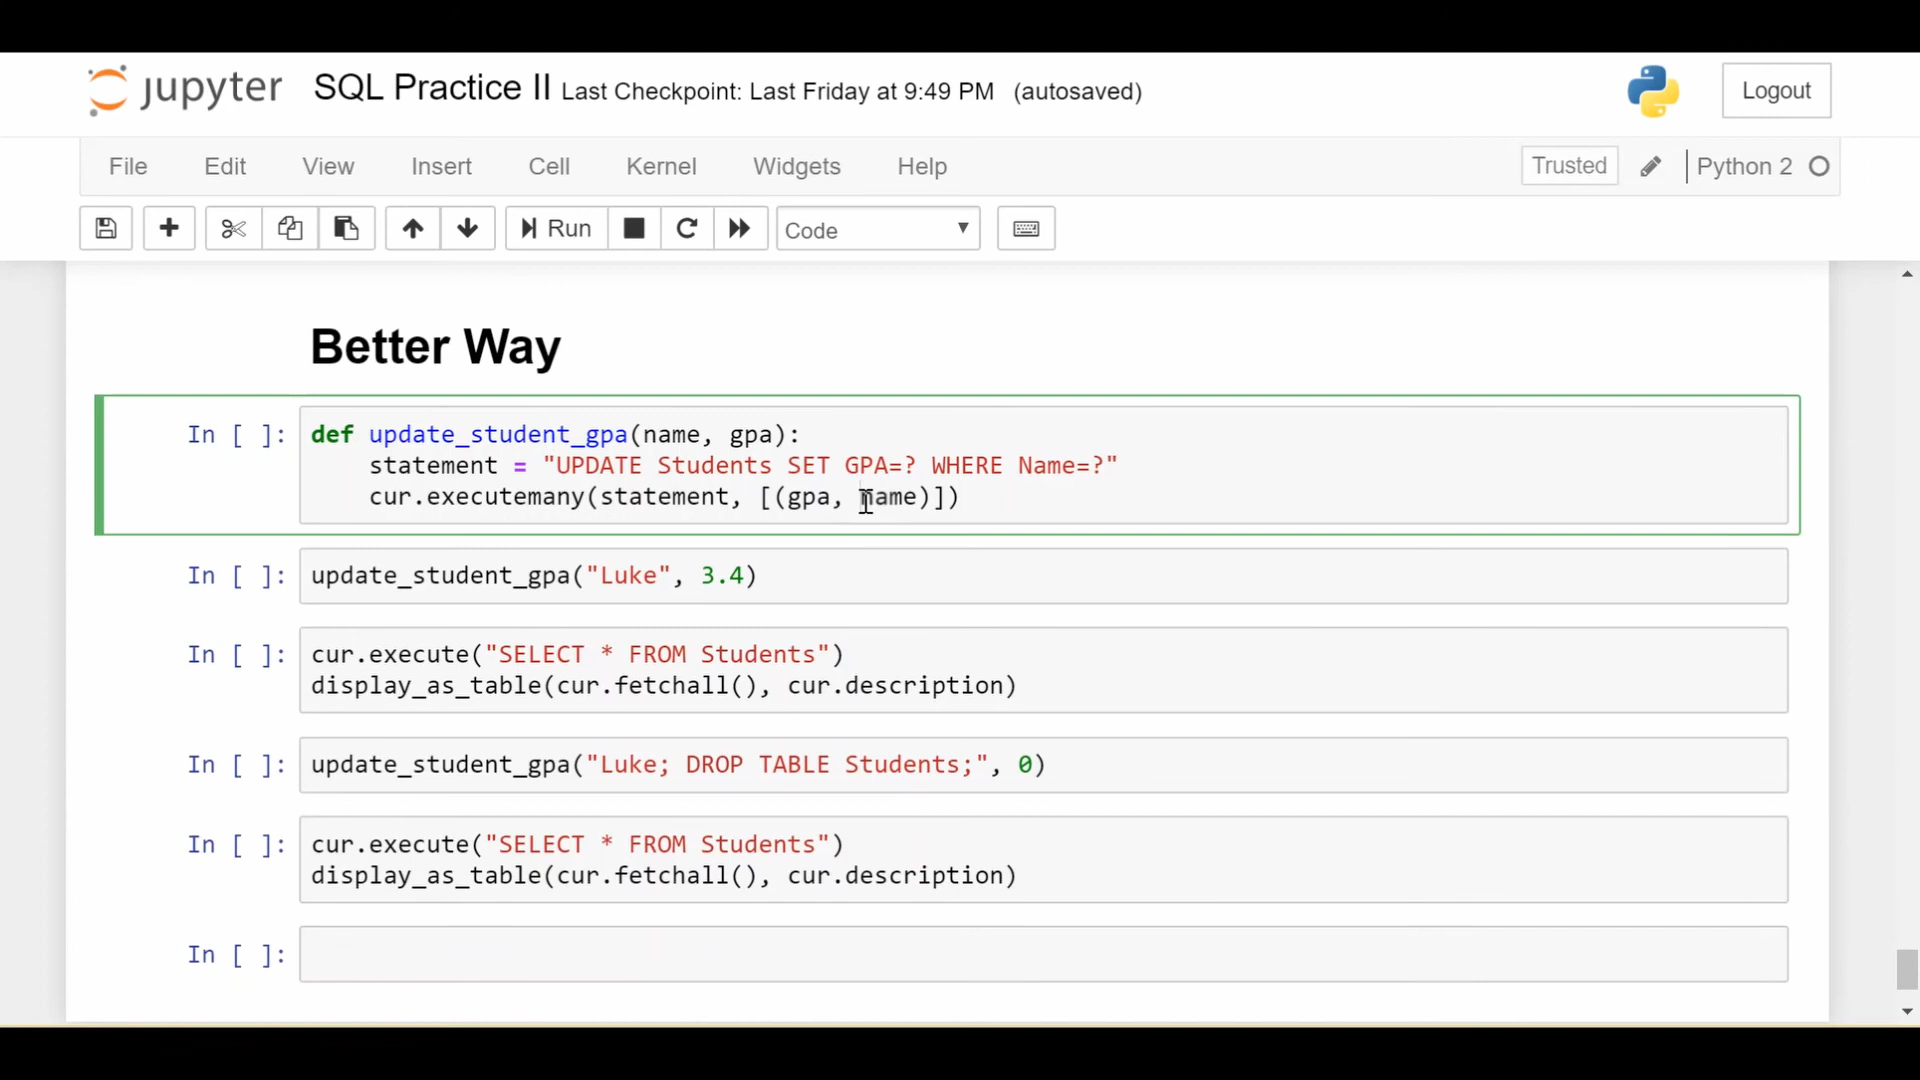 jupyter SQL Practice II Last Checkpoint: Last Friday at 9:49 PM (autosaved) Logout
File Edit View Insert Cell Kernel Widgets Help Trusted Python 2
Run Code
Better Way
In [ ]: def update_student_gpa(name, gpa):
statement = "UPDATE Students SET GPA=? WHERE Name=?"
cur.executemany(statement, [(gpa, name)])
In [ ]: update_student_gpa("Luke", 3.4)
In [ ]: cur.execute("SELECT * FROM Students")
display_as_table(cur.fetchall(), cur.description)
In [ ]: update_student_gpa("Luke; DROP TABLE Students;", 0)
In [ ]: cur.execute("SELECT * FROM Students")
display_as_table(cur.fetchall(), cur.description)
In [ ]: